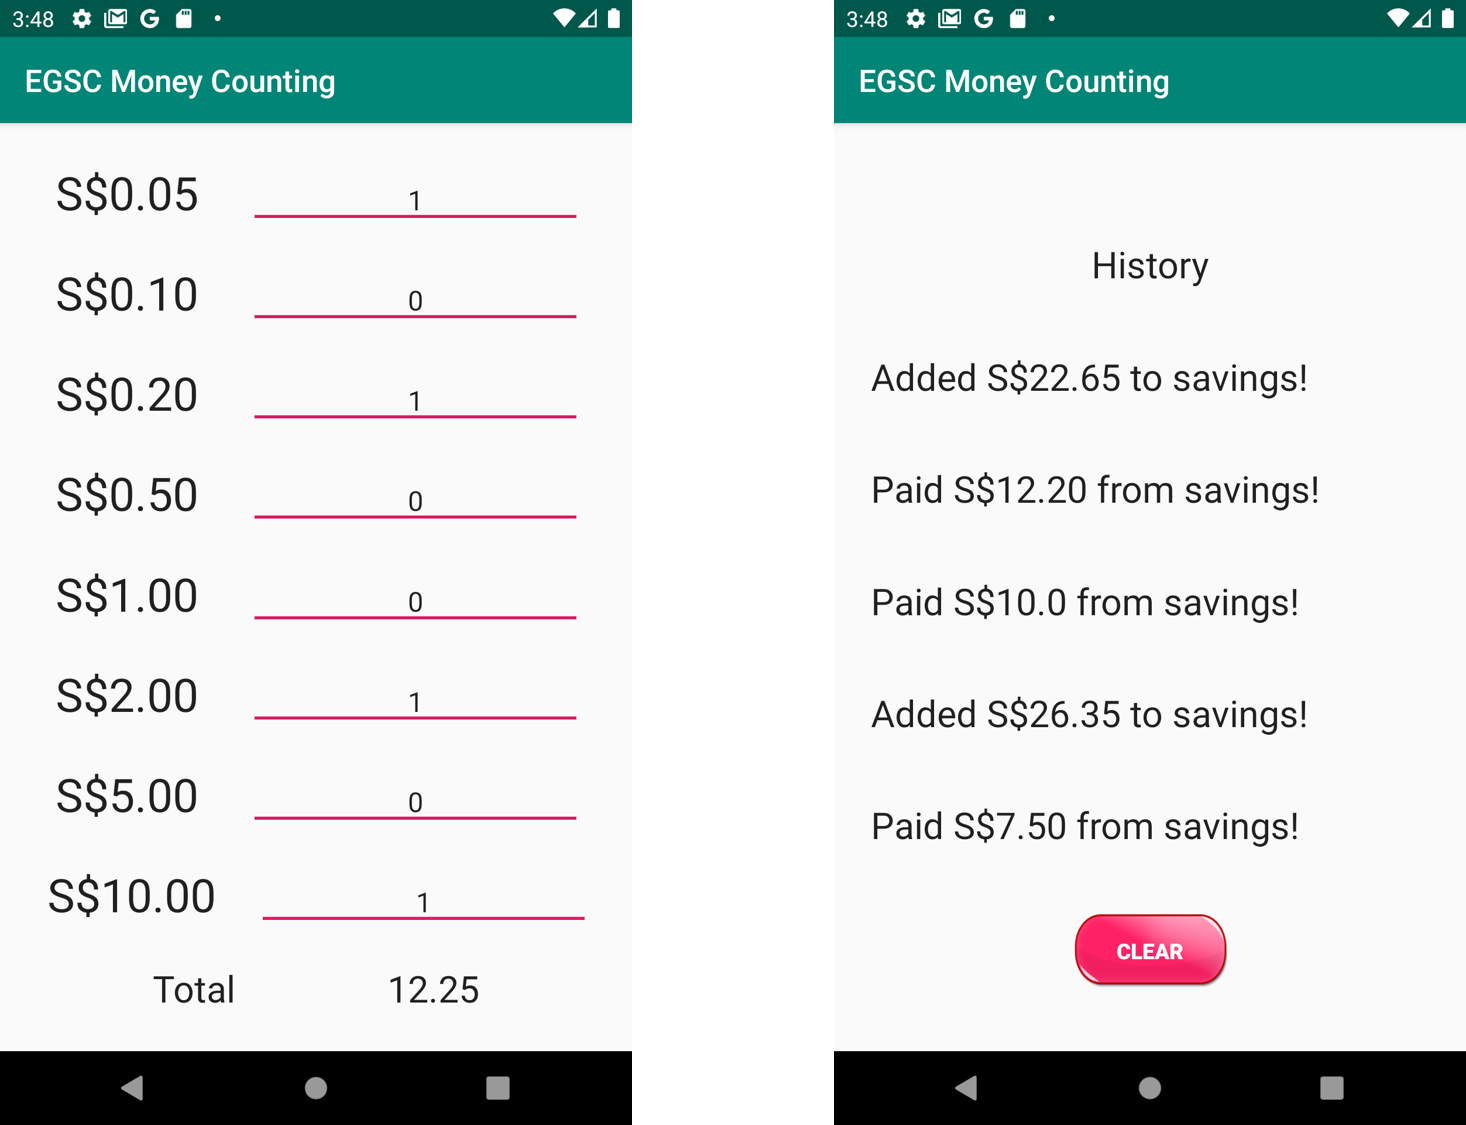 3:48
EGSC Money Counting
S$0.05 1
S$0.10 0
S$0.20 1
S$0.50 0
S$1.00 0
S$2.00 1
S$5.00 0
S$10.00 1
Total 12.25
3:48
EGSC Money Counting
History
Added S$22.65 to savings!
Paid S$12.20 from savings!
Paid S$10.0 from savings!
Added S$26.35 to savings!
Paid S$7.50 from savings!
CLEAR